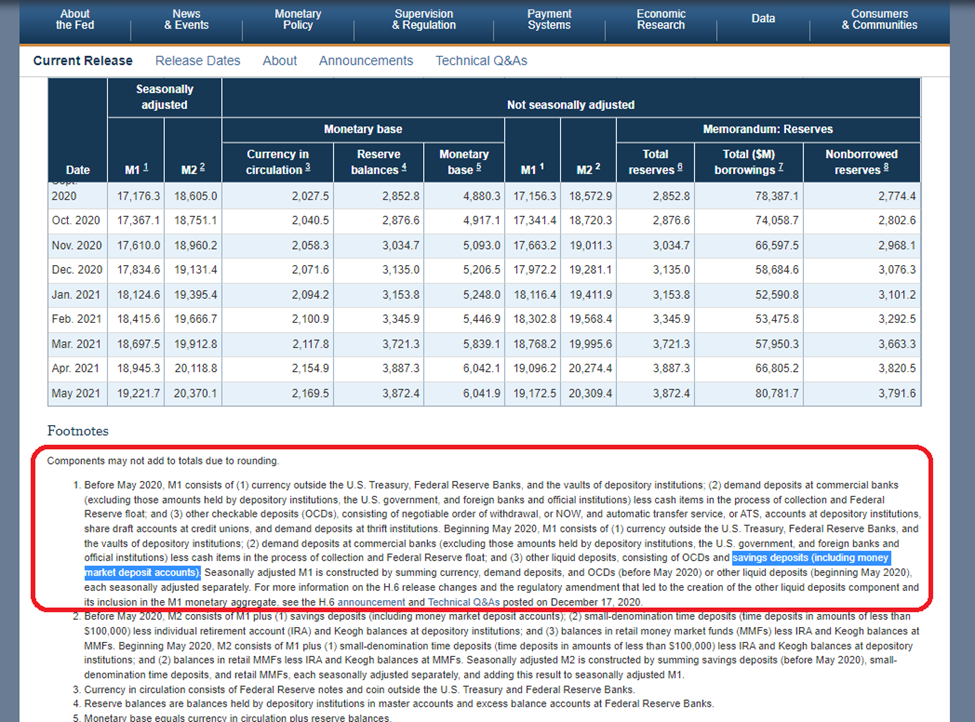 About the Fed
News & Events
Monetary Policy
Supervision & Regulation
Payment Systems
Economic Research
Data
Consumers & Communities
Current Release Release Dates About Announcements Technical Q&As
Seasonally adjusted
Not seasonally adjusted
Monetary base
Memorandum: Reserves
Date M1 1 M2 2 Currency in circulation 3 Reserve balances 4 Monetary base 5 M1 1 M2 2 Total reserves 6 Total ($M) borrowings 7 Nonborrowed reserves 8
Sept. 2020 17,176.3 18,605.0 2,027.5 2,852.8 4,880.3 17,156.3 18,572.9 2,852.8 78,387.1 2,774.4
Oct. 2020 17,367.1 18,751.1 2,040.5 2,876.6 4,917.1 17,341.4 18,720.3 2,876.6 74,058.7 2,802.6
Nov. 2020 17,610.0 18,960.2 2,058.3 3,034.7 5,093.0 17,663.2 19,011.3 3,034.7 66,597.5 2,968.1
Dec. 2020 17,834.6 19,131.4 2,071.6 3,135.0 5,206.5 17,972.2 19,281.1 3,135.0 58,684.6 3,076.3
Jan. 2021 18,124.6 19,395.4 2,094.2 3,153.8 5,248.0 18,116.4 19,411.9 3,153.8 52,590.8 3,101.2
Feb. 2021 18,415.6 19,666.7 2,100.9 3,345.9 5,446.9 18,302.8 19,568.4 3,345.9 53,475.8 3,292.5
Mar. 2021 18,697.5 19,912.8 2,117.8 3,721.3 5,839.1 18,768.2 19,995.6 3,721.3 57,950.3 3,663.3
Apr. 2021 18,945.3 20,118.8 2,154.9 3,887.3 6,042.1 19,096.2 20,274.4 3,887.3 66,805.2 3,820.5
May 2021 19,221.7 20,370.1 2,169.5 3,872.4 6,041.9 19,172.5 20,309.4 3,872.4 80,781.7 3,791.6
Footnotes
Components may not add to totals due to rounding.
1. Before May 2020, M1 consists of (1) currency outside the U.S. Treasury, Federal Reserve Banks, and the vaults of depository institutions; (2) demand deposits at commercial banks
(excluding those amounts held by depository institutions, the U.S. government, and foreign banks and official institutions) less cash items in the process of collection and Federal
Reserve float; and (3) other checkable deposits (OCDs), consisting of negotiable order of withdrawal, or NOW, and automatic transfer service, or ATS, accounts at depository institutions,
share draft accounts at credit unions, and demand deposits at thrift institutions. Beginning May 2020, M1 consists of (1) currency outside the U.S. Treasury, Federal Reserve Banks, and
the vaults of depository institutions; (2) demand deposits at commercial banks (excluding those amounts held by depository institutions, the U.S. government, and foreign banks and
official institutions) less cash items in the process of collection and Federal Reserve float; and (3) other liquid deposits, consisting of OCDs and savings deposits (including money
market deposit accounts). Seasonally adjusted M1 is constructed by summing currency, demand deposits, and OCDs (before May 2020) or other liquid deposits (beginning May 2020),
each seasonally adjusted separately. For more information on the H.6 release changes and the regulatory amendment that led to the creation of the other liquid deposits component and
its inclusion in the M1 monetary aggregate, see the H.6 announcement and Technical Q&As posted on December 17, 2020.
2. Before May 2020, M2 consists of M1 plus (1) savings deposits (including money market deposit accounts); (2) small-denomination time deposits (time deposits in amounts of less than
$100,000) less individual retirement account (IRA) and Keogh balances at depository institutions; and (3) balances in retail money market funds (MMFs) less IRA and Keogh balances at
MMFs. Beginning May 2020, M2 consists of M1 plus (1) small-denomination time deposits (time deposits in amounts of less than $100,000) less IRA and Keogh balances at depository
institutions; and (2) balances in retail MMFs less IRA and Keogh balances at MMFs. Seasonally adjusted M2 is constructed by summing savings deposits (before May 2020), small-
denomination time deposits, and retail MMFs, each seasonally adjusted separately, and adding this result to seasonally adjusted M1.
3. Currency in circulation consists of Federal Reserve notes and coin outside the U.S. Treasury and Federal Reserve Banks.
4. Reserve balances are balances held by depository institutions in master accounts and excess balance accounts at Federal Reserve Banks.
5. Monetary base equals currency in circulation plus reserve balances.